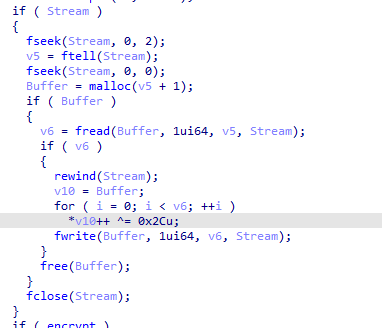 if ( Stream )
{
fseek(Stream, 0, 2);
v5 = ftell(Stream);
fseek(Stream, 0, 0);
Buffer = malloc(v5 + 1);
if ( Buffer )
{
v6 = fread(Buffer, 1ui64, v5, Stream);
if ( v6 )
{
rewind(Stream);
v10 = Buffer;
for ( i = 0; i < v6; ++i )
*v10++ ^= 0x2Cu;
fwrite(Buffer, 1ui64, v6, Stream);
}
free(Buffer);
}
fclose(Stream);
}
if ( encrypt )